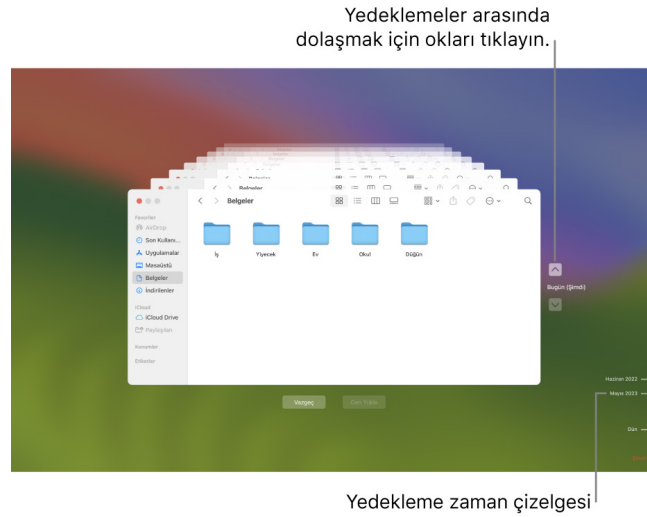 Yedeklemeler arasında
dolaşmak için okları tıklayın.
Belgeler
Belgeler
Favoriler
AirDrop
Son Kullanı...
Uygulamalar
Masaüstü
Belgeler
İndirilenler
iCloud
iCloud Drive
Paylaşılan
Konumlar
Etiketler
İş
Yiyecek
Ev
Okul
Düğün
Bugün (Şimdi)
Vazgeç
Geri Yükle
Haziran 2022
Mayıs 2023
Dün
Yedekleme zaman çizelgesi